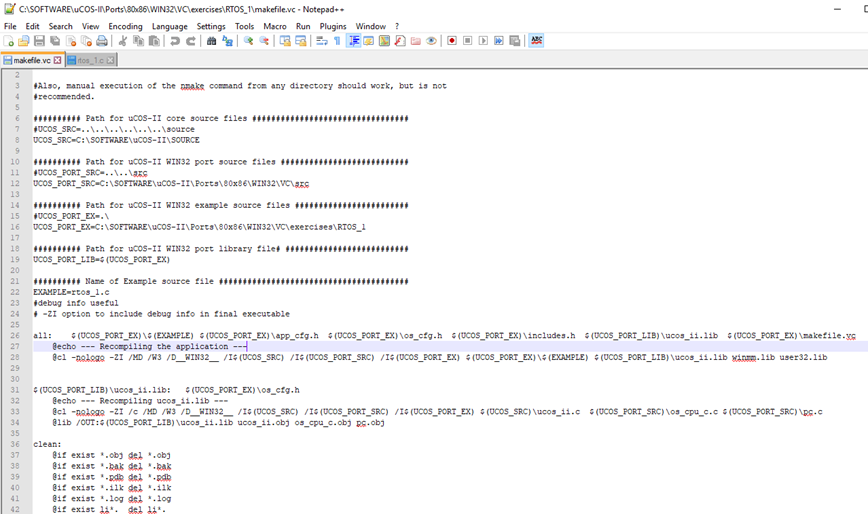 C:\SOFTWARE\uCOS-II\Ports\80x86\WIN32\VC\exercises\RTOS_1\makefile.vc - Notepad++
File Edit Search View Encoding Language Settings Tools Macro Run Plugins Window ?
makefile.vc rtos_1.c
2
3 #Also, manual execution of the nmake command from any directory should work, but is not
4 #recommended.
5
6 ########## Path for uCOS-II core source files #################################
7 #UCOS_SRC=..\..\..\..\..\..\source
8 UCOS_SRC=C:\SOFTWARE\uCOS-II\SOURCE
9
10 ########## Path for uCOS-II WIN32 port source files ###########################
11 #UCOS_PORT_SRC=..\..\src
12 UCOS_PORT_SRC=C:\SOFTWARE\uCOS-II\Ports\80x86\WIN32\VC\src
13
14 ########## Path for uCOS-II WIN32 example source files ########################
15 #UCOS_PORT_EX=.\
16 UCOS_PORT_EX=C:\SOFTWARE\uCOS-II\Ports\80x86\WIN32\VC\exercises\RTOS_1
17
18 ########## Path for uCOS-II WIN32 port library file# ##########################
19 UCOS_PORT_LIB=$(UCOS_PORT_EX)
20
21 ########## Name of Example source file ########################################
22 EXAMPLE=rtos_1.c
23 #debug info useful
24 # -ZI option to include debug info in final executable
25
26 all: $(UCOS_PORT_EX)\$(EXAMPLE) $(UCOS_PORT_EX)\app_cfg.h $(UCOS_PORT_EX)\os_cfg.h $(UCOS_PORT_EX)\includes.h $(UCOS_PORT_LIB)\ucos_ii.lib $(UCOS_PORT_EX)\makefile.vc
27 @echo --- Recompiling the application ---
28 @cl -nologo -ZI /MD /W3 /D__WIN32__ /I$(UCOS_SRC) /I$(UCOS_PORT_SRC) /I$(UCOS_PORT_EX) $(UCOS_PORT_EX)\$(EXAMPLE) $(UCOS_PORT_LIB)\ucos_ii.lib winmm.lib user32.lib
29
30
31 $(UCOS_PORT_LIB)\ucos_ii.lib: $(UCOS_PORT_EX)\os_cfg.h
32 @echo --- Recompiling ucos_ii.lib ---
33 @cl -nologo -ZI /c /MD /W3 /D__WIN32__ /I$(UCOS_SRC) /I$(UCOS_PORT_SRC) /I$(UCOS_PORT_EX) $(UCOS_SRC)\ucos_ii.c $(UCOS_PORT_SRC)\os_cpu_c.c $(UCOS_PORT_SRC)\pc.c
34 @lib /OUT:$(UCOS_PORT_LIB)\ucos_ii.lib ucos_ii.obj os_cpu_c.obj pc.obj
35
36 clean:
37 @if exist *.obj del *.obj
38 @if exist *.bak del *.bak
39 @if exist *.pdb del *.pdb
40 @if exist *.ilk del *.ilk
41 @if exist *.log del *.log
42 @if exist li*. del li*.